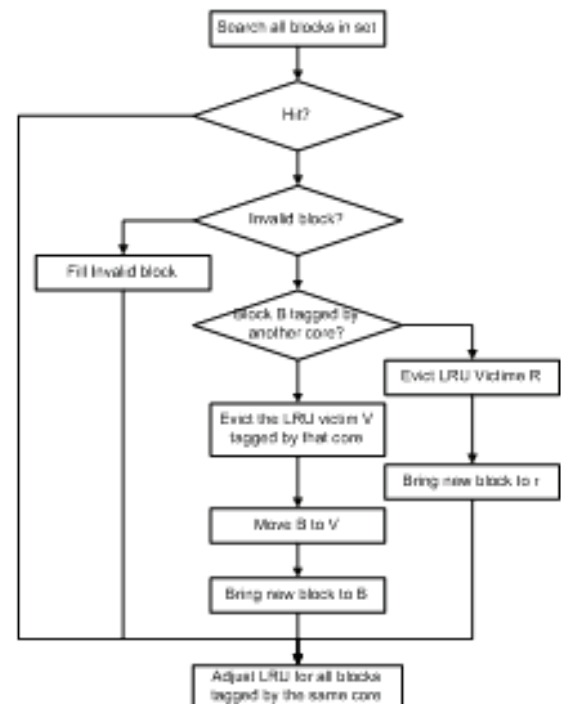 Search all blocks in set
Hit?
Invalid block?
Fill Invalid block
Block B tagged by
another core?
Evict LRU Victime R
Evict the LRU victim V
tagged by that core
Bring new block to r
Move B to V
Bring new block to B
Adjust LRU for all blocks
tagged by the same core